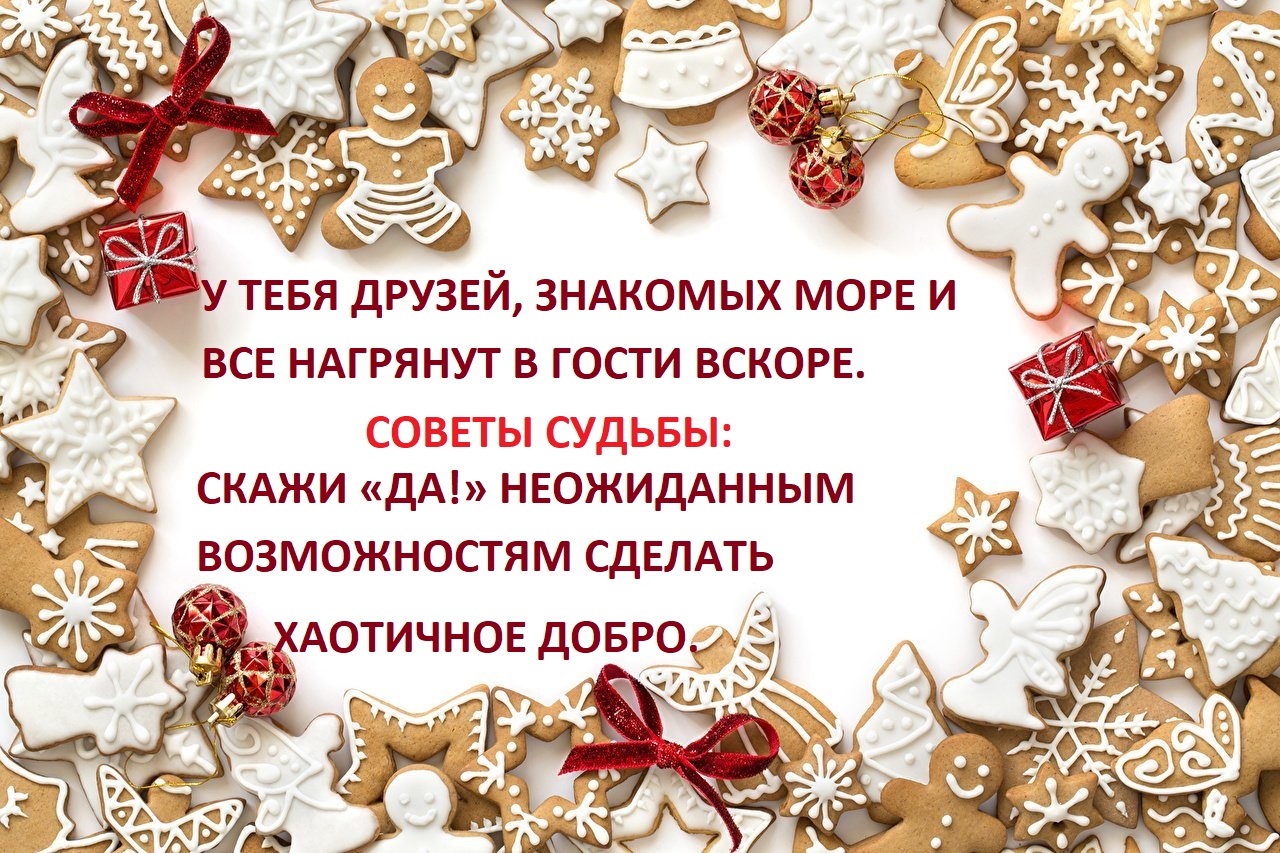 У ТЕБЯ ДРУЗЕЙ, ЗНАКОМЫХ МОРЕ И
ВСЕ НАГРЯНУТ В ГОСТИ ВСКОРЕ.
СОВЕТЫ СУДЬБЫ:
СКАЖИ «ДА!» НЕОЖИДАННЫМ
ВОЗМОЖНОСТЯМ СДЕЛАТЬ
ХАОТИЧНОЕ ДОБРО.